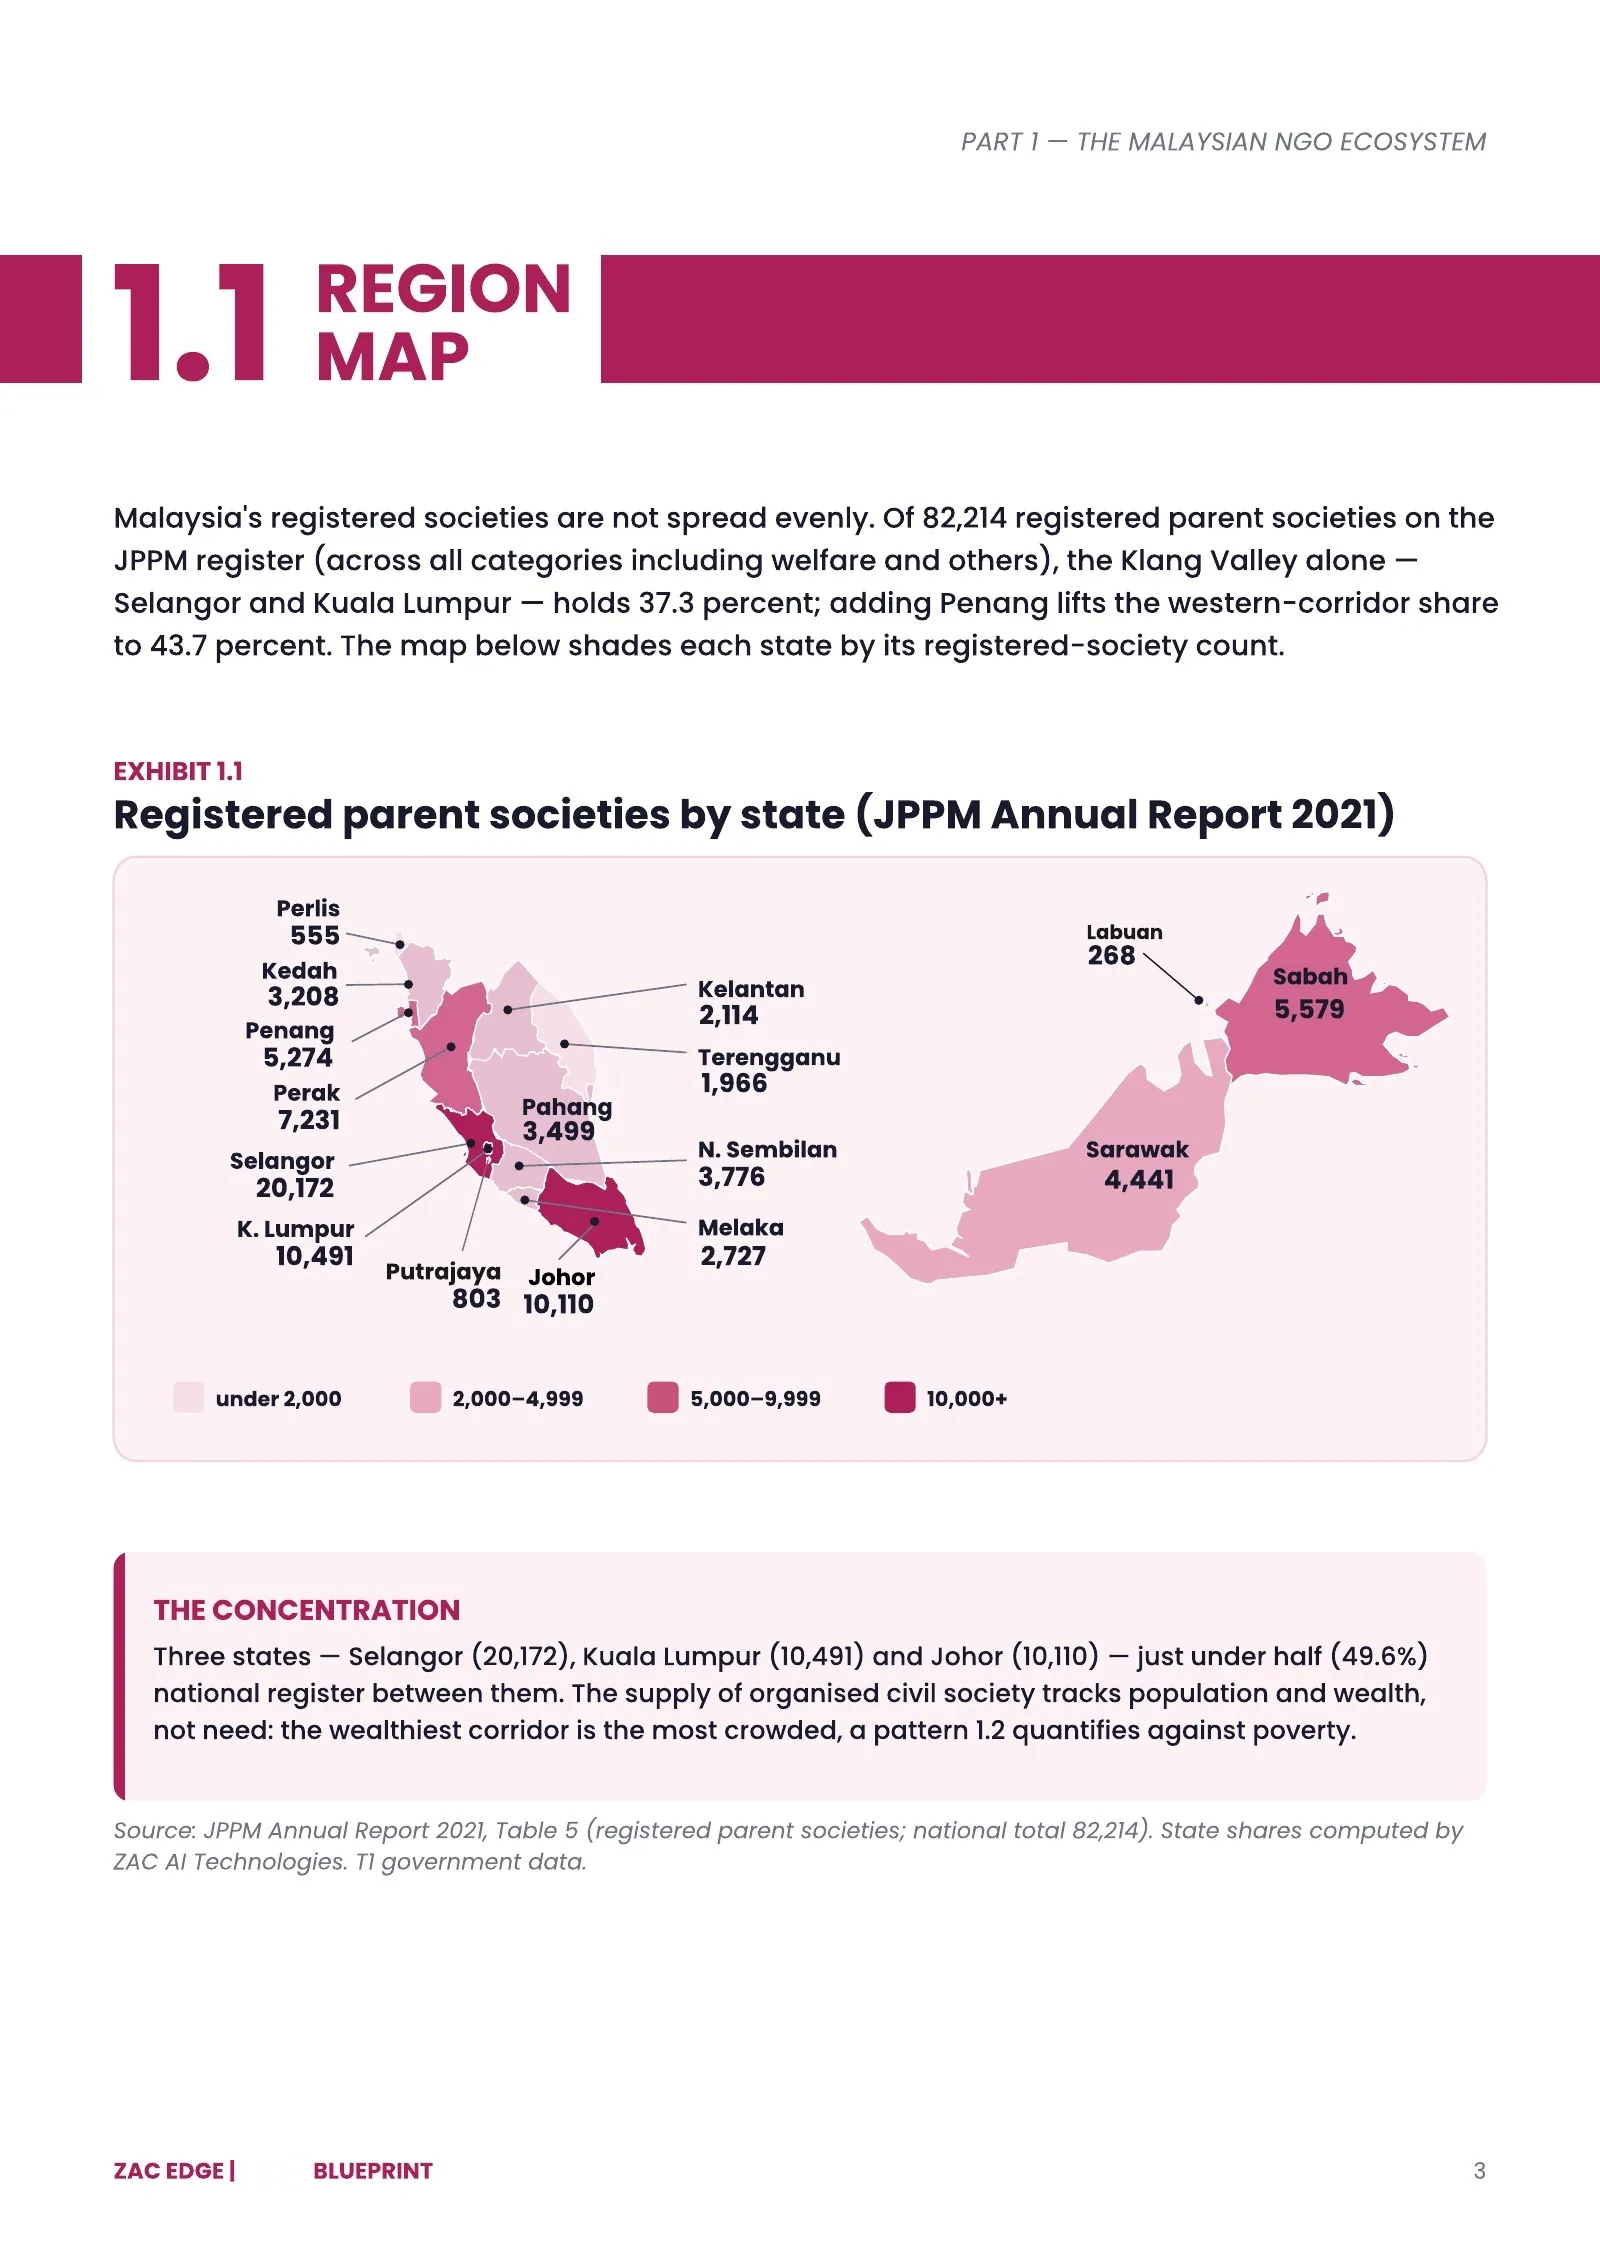 PART 1 — THE MALAYSIAN NGO ECOSYSTEM
1.1
REGION
MAP
Malaysia's registered societies are not spread evenly. Of 82,214 registered parent societies on the
JPPM register (across all categories including welfare and others), the Klang Valley alone —
Selangor and Kuala Lumpur — holds 37.3 percent; adding Penang lifts the western-corridor share
to 43.7 percent. The map below shades each state by its registered-society count.
EXHIBIT 1.1
Registered parent societies by state (JPPM Annual Report 2021)
Perlis
555
Kedah
3,208
Penang
5,274
Perak
7,231
Selangor
20,172
K. Lumpur
10,491
Putrajaya
803
Johor
10,110
Pahang
3,499
Kelantan
2,114
Terengganu
1,966
N. Sembilan
3,776
Melaka
2,727
Labuan
268
Sabah
5,579
Sarawak
4,441
under 2,000
2,000–4,999
5,000–9,999
10,000+
THE CONCENTRATION
Three states — Selangor (20,172), Kuala Lumpur (10,491) and Johor (10,110) — just under half (49.6%)
national register between them. The supply of organised civil society tracks population and wealth,
not need: the wealthiest corridor is the most crowded, a pattern 1.2 quantifies against poverty.
Source: JPPM Annual Report 2021, Table 5 (registered parent societies; national total 82,214). State shares computed by
ZAC AI Technologies. T1 government data.
ZAC EDGE | BLUEPRINT
3